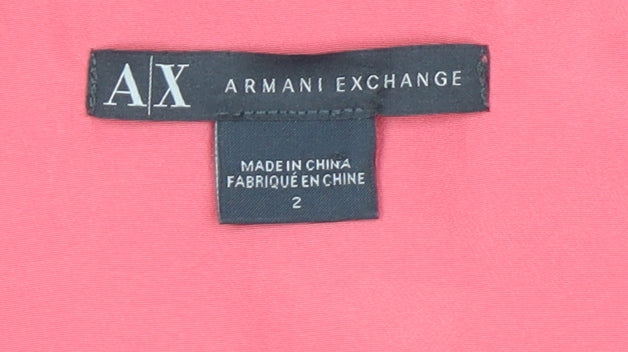 A|X ARMANI EXCHANGE
MADE IN CHINA
FABRIQUÉ EN CHINE
2